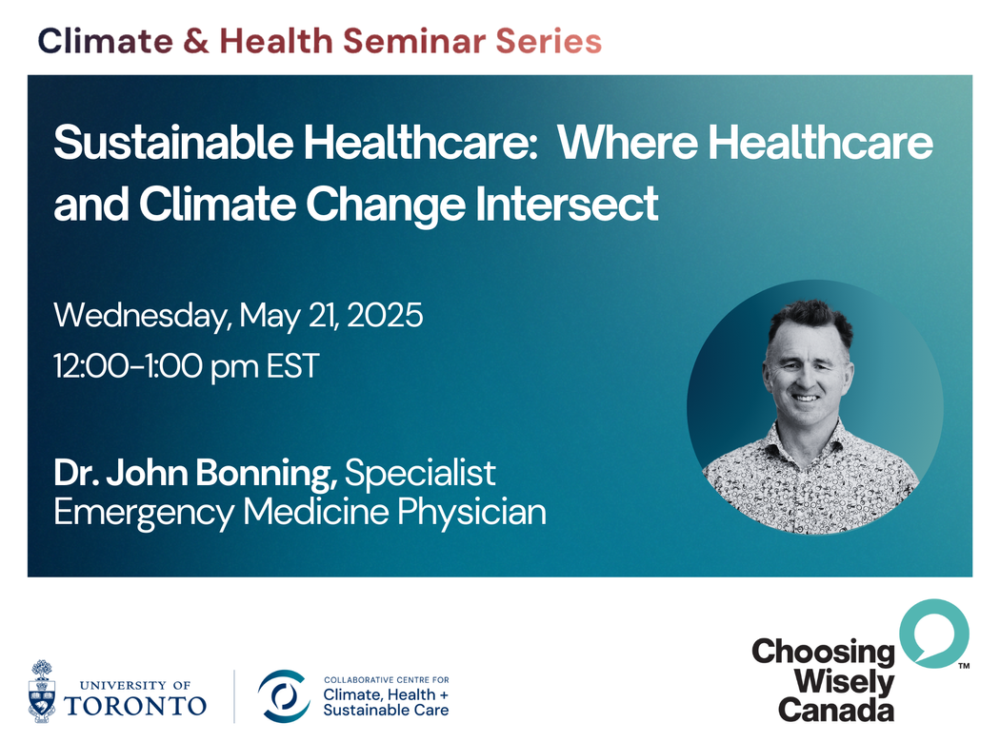 Climate & Health Seminar Series
Sustainable Healthcare: Where Healthcare
and Climate Change Intersect
Wednesday, May 21, 2025
12:00-1:00 pm EST
Dr. John Bonning, Specialist
Emergency Medicine Physician
UNIVERSITY OF
TORONTO
COLLABORATIVE CENTRE FOR
Climate, Health +
Sustainable Care
Choosing
Wisely
Canada
TM